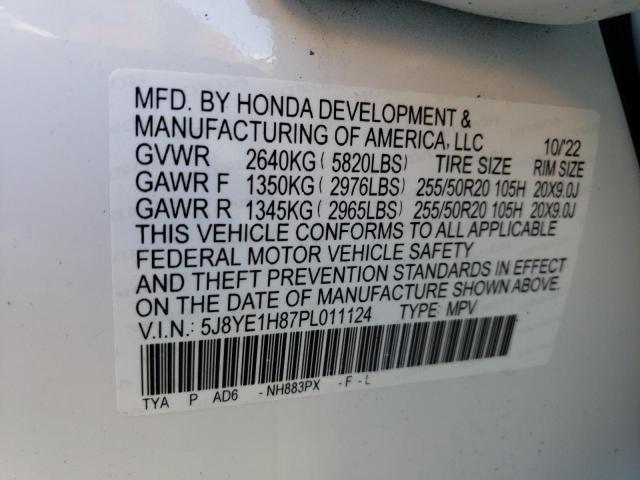 MFD. BY HONDA DEVELOPMENT &
MANUFACTURING OF AMERICA, LLC 10/'22
GVWR 2640KG ( 5820LBS) TIRE SIZE RIM SIZE
GAWR F 1350KG ( 2976LBS) 255/50R20 105H 20X9.0J
GAWR R 1345KG ( 2965LBS) 255/50R20 105H 20X9.0J
THIS VEHICLE CONFORMS TO ALL APPLICABLE
FEDERAL MOTOR VEHICLE SAFETY
AND THEFT PREVENTION STANDARDS IN EFFECT
ON THE DATE OF MANUFACTURE SHOWN ABOVE.
V.I.N.: 5J8YE1H87PL011124 TYPE: MPV
TYA P AD6 -NH883PX -F-L